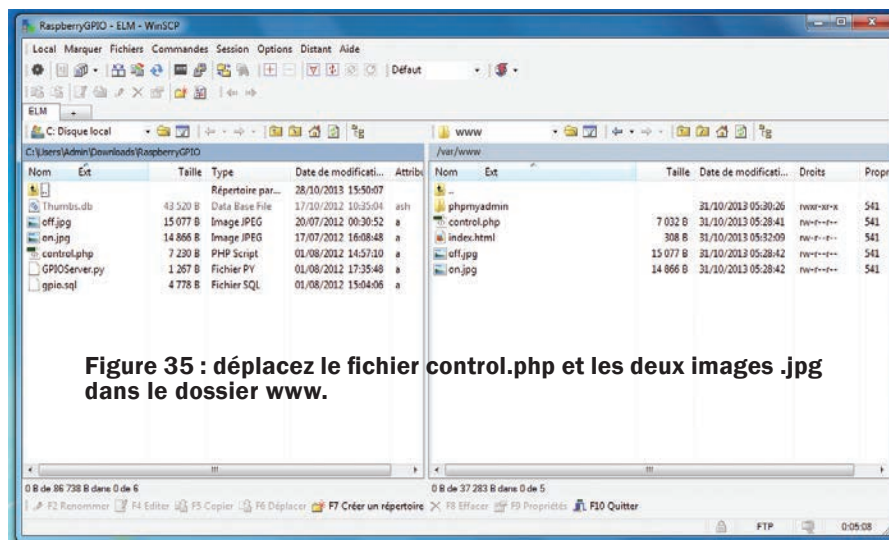 RaspberryGPIO - ELM - WinSCP
Local Marquer Fichiers Commandes Session Options Distant Aide
Défaut
ELM
C: Disque local
www
C:\Users\Admin\Downloads\RaspberryGPIO
/var/www
Nom Ext Taille Type Date de modificati... Attribu
Nom Ext Taille Date de modificati... Droits Propr
.. Répertoire par... 28/10/2013 15:50:07
Thumbs.db 43 520 B Data Base File 17/10/2012 10:35:04 ash
off.jpg 15 077 B Image JPEG 20/07/2012 00:30:52 a
on.jpg 14 866 B Image JPEG 17/07/2012 16:08:48 a
control.php 7 230 B PHP Script 01/08/2012 14:57:10 a
GPIOServer.py 1 267 B Fichier PY 01/08/2012 17:35:48 a
gpio.sql 4 778 B Fichier SQL 01/08/2012 15:04:06 a
..
phpmyadmin 31/10/2013 05:30:26 rwxr-xr-x 541
control.php 7 032 B 31/10/2013 05:28:41 rw-r--r-- 541
index.html 308 B 31/10/2013 05:32:09 rw-r--r-- 541
off.jpg 15 077 B 31/10/2013 05:28:42 rw-r--r-- 541
on.jpg 14 866 B 31/10/2013 05:28:42 rw-r--r-- 541
Figure 35 : déplacez le fichier control.php et les deux images .jpg
dans le dossier www.
0 B de 86 738 B dans 0 de 6
0 B de 37 283 B dans 0 de 5
F2 Renommer F4 Editer F5 Copier F6 Déplacer F7 Créer un répertoire F8 Effacer F9 Propriétés F10 Quitter
FTP 0:05:08